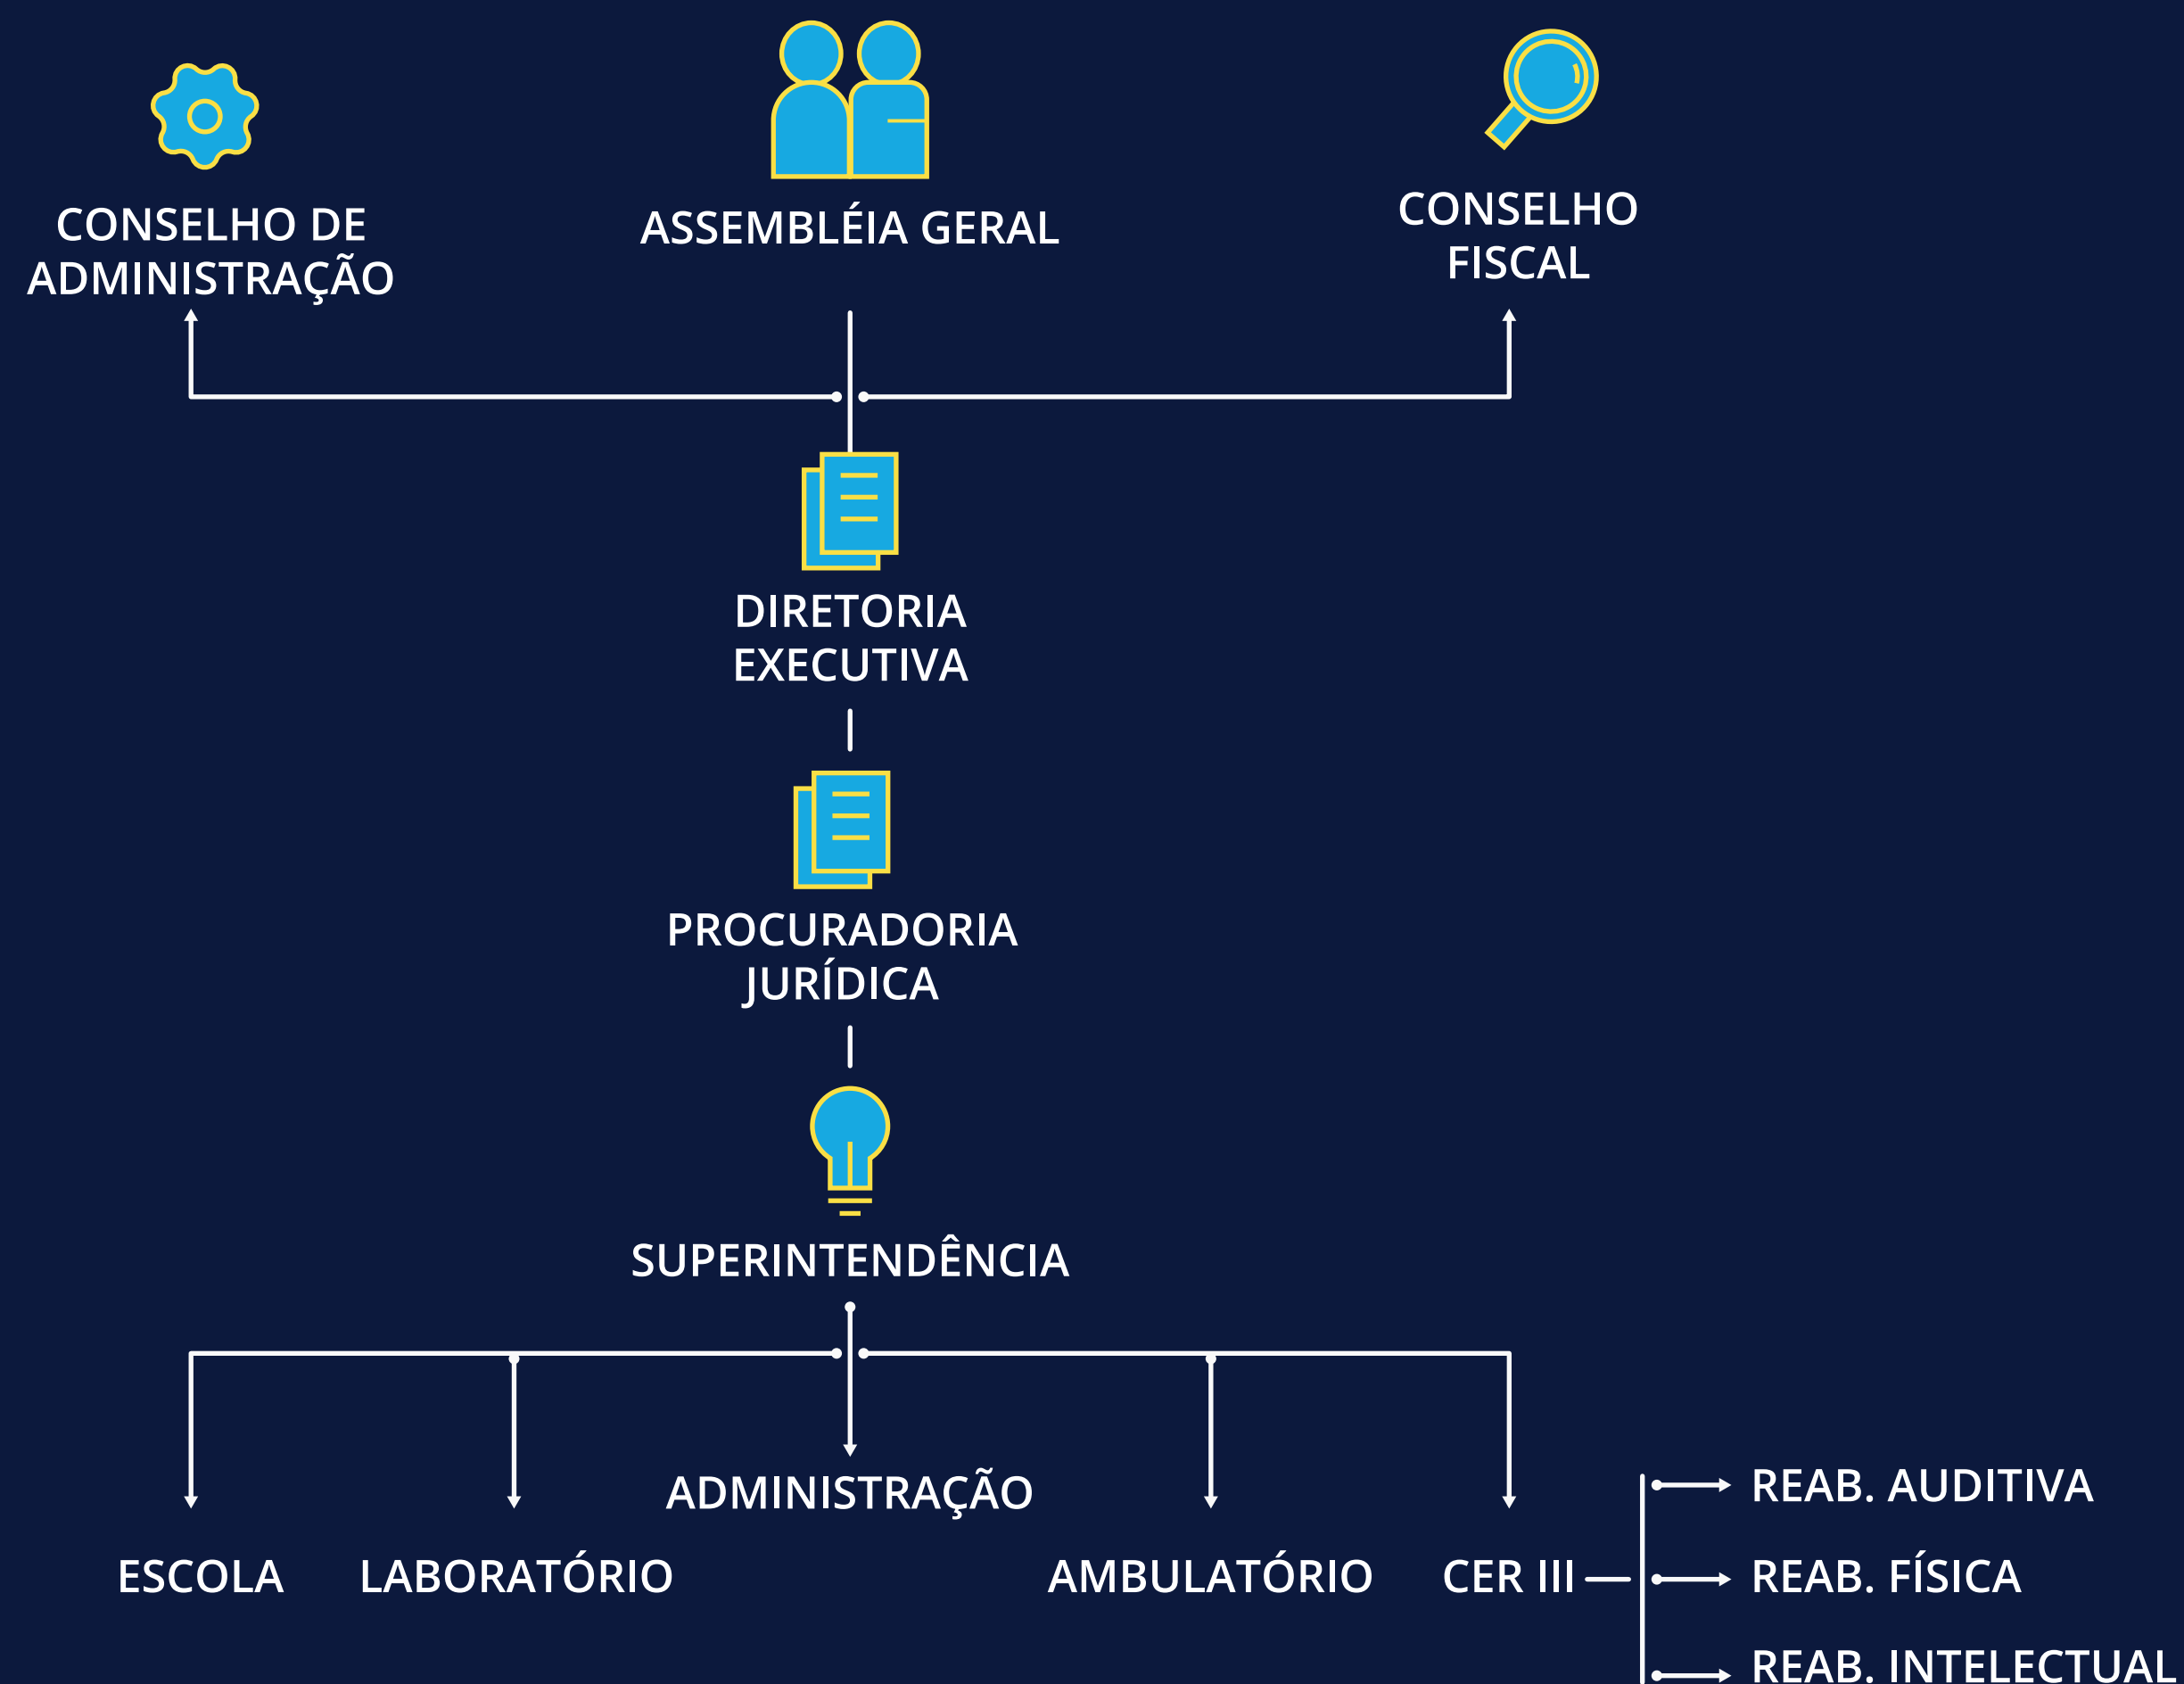 CONSELHO DE
ADMINISTRAÇÃO
ASSEMBLÉIA GERAL
CONSELHO
FISCAL
DIRETORIA
EXECUTIVA
PROCURADORIA
JURÍDICA
SUPERINTENDÊNCIA
ESCOLA
LABORATÓRIO
ADMINISTRAÇÃO
AMBULATÓRIO
CER III
REAB. AUDITIVA
REAB. FÍSICA
REAB. INTELECTUAL